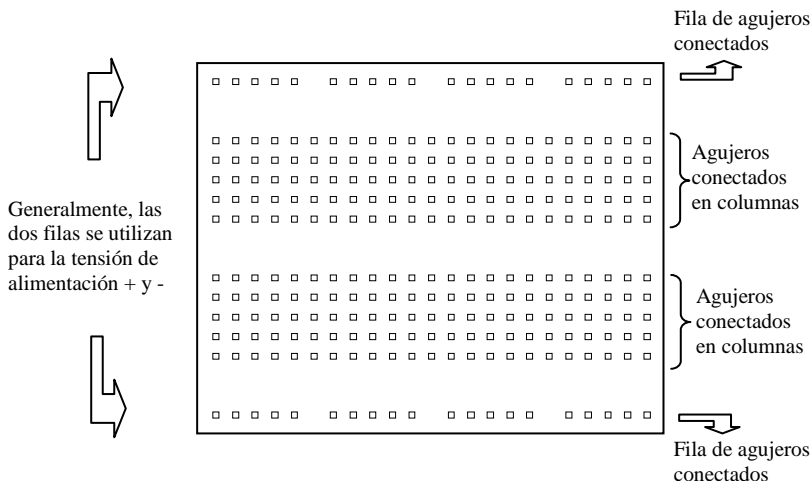 Fila de agujeros
conectados
Agujeros
conectados
en columnas
Generalmente, las
dos filas se utilizan
para la tensión de
alimentación + y -
Agujeros
conectados
en columnas
Fila de agujeros
conectados